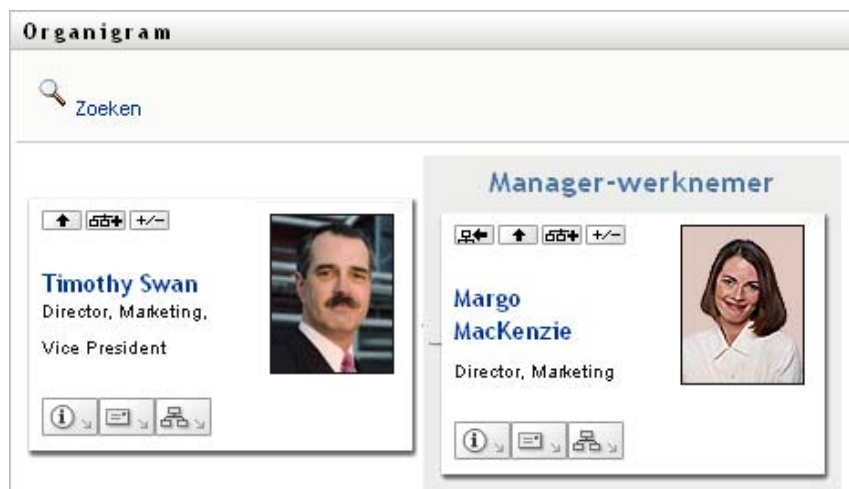 Organigram
Zoeken
Manager-werknemer
+/−
Timothy Swan
Director, Marketing,
Vice President
+/−
Margo
MacKenzie
Director, Marketing